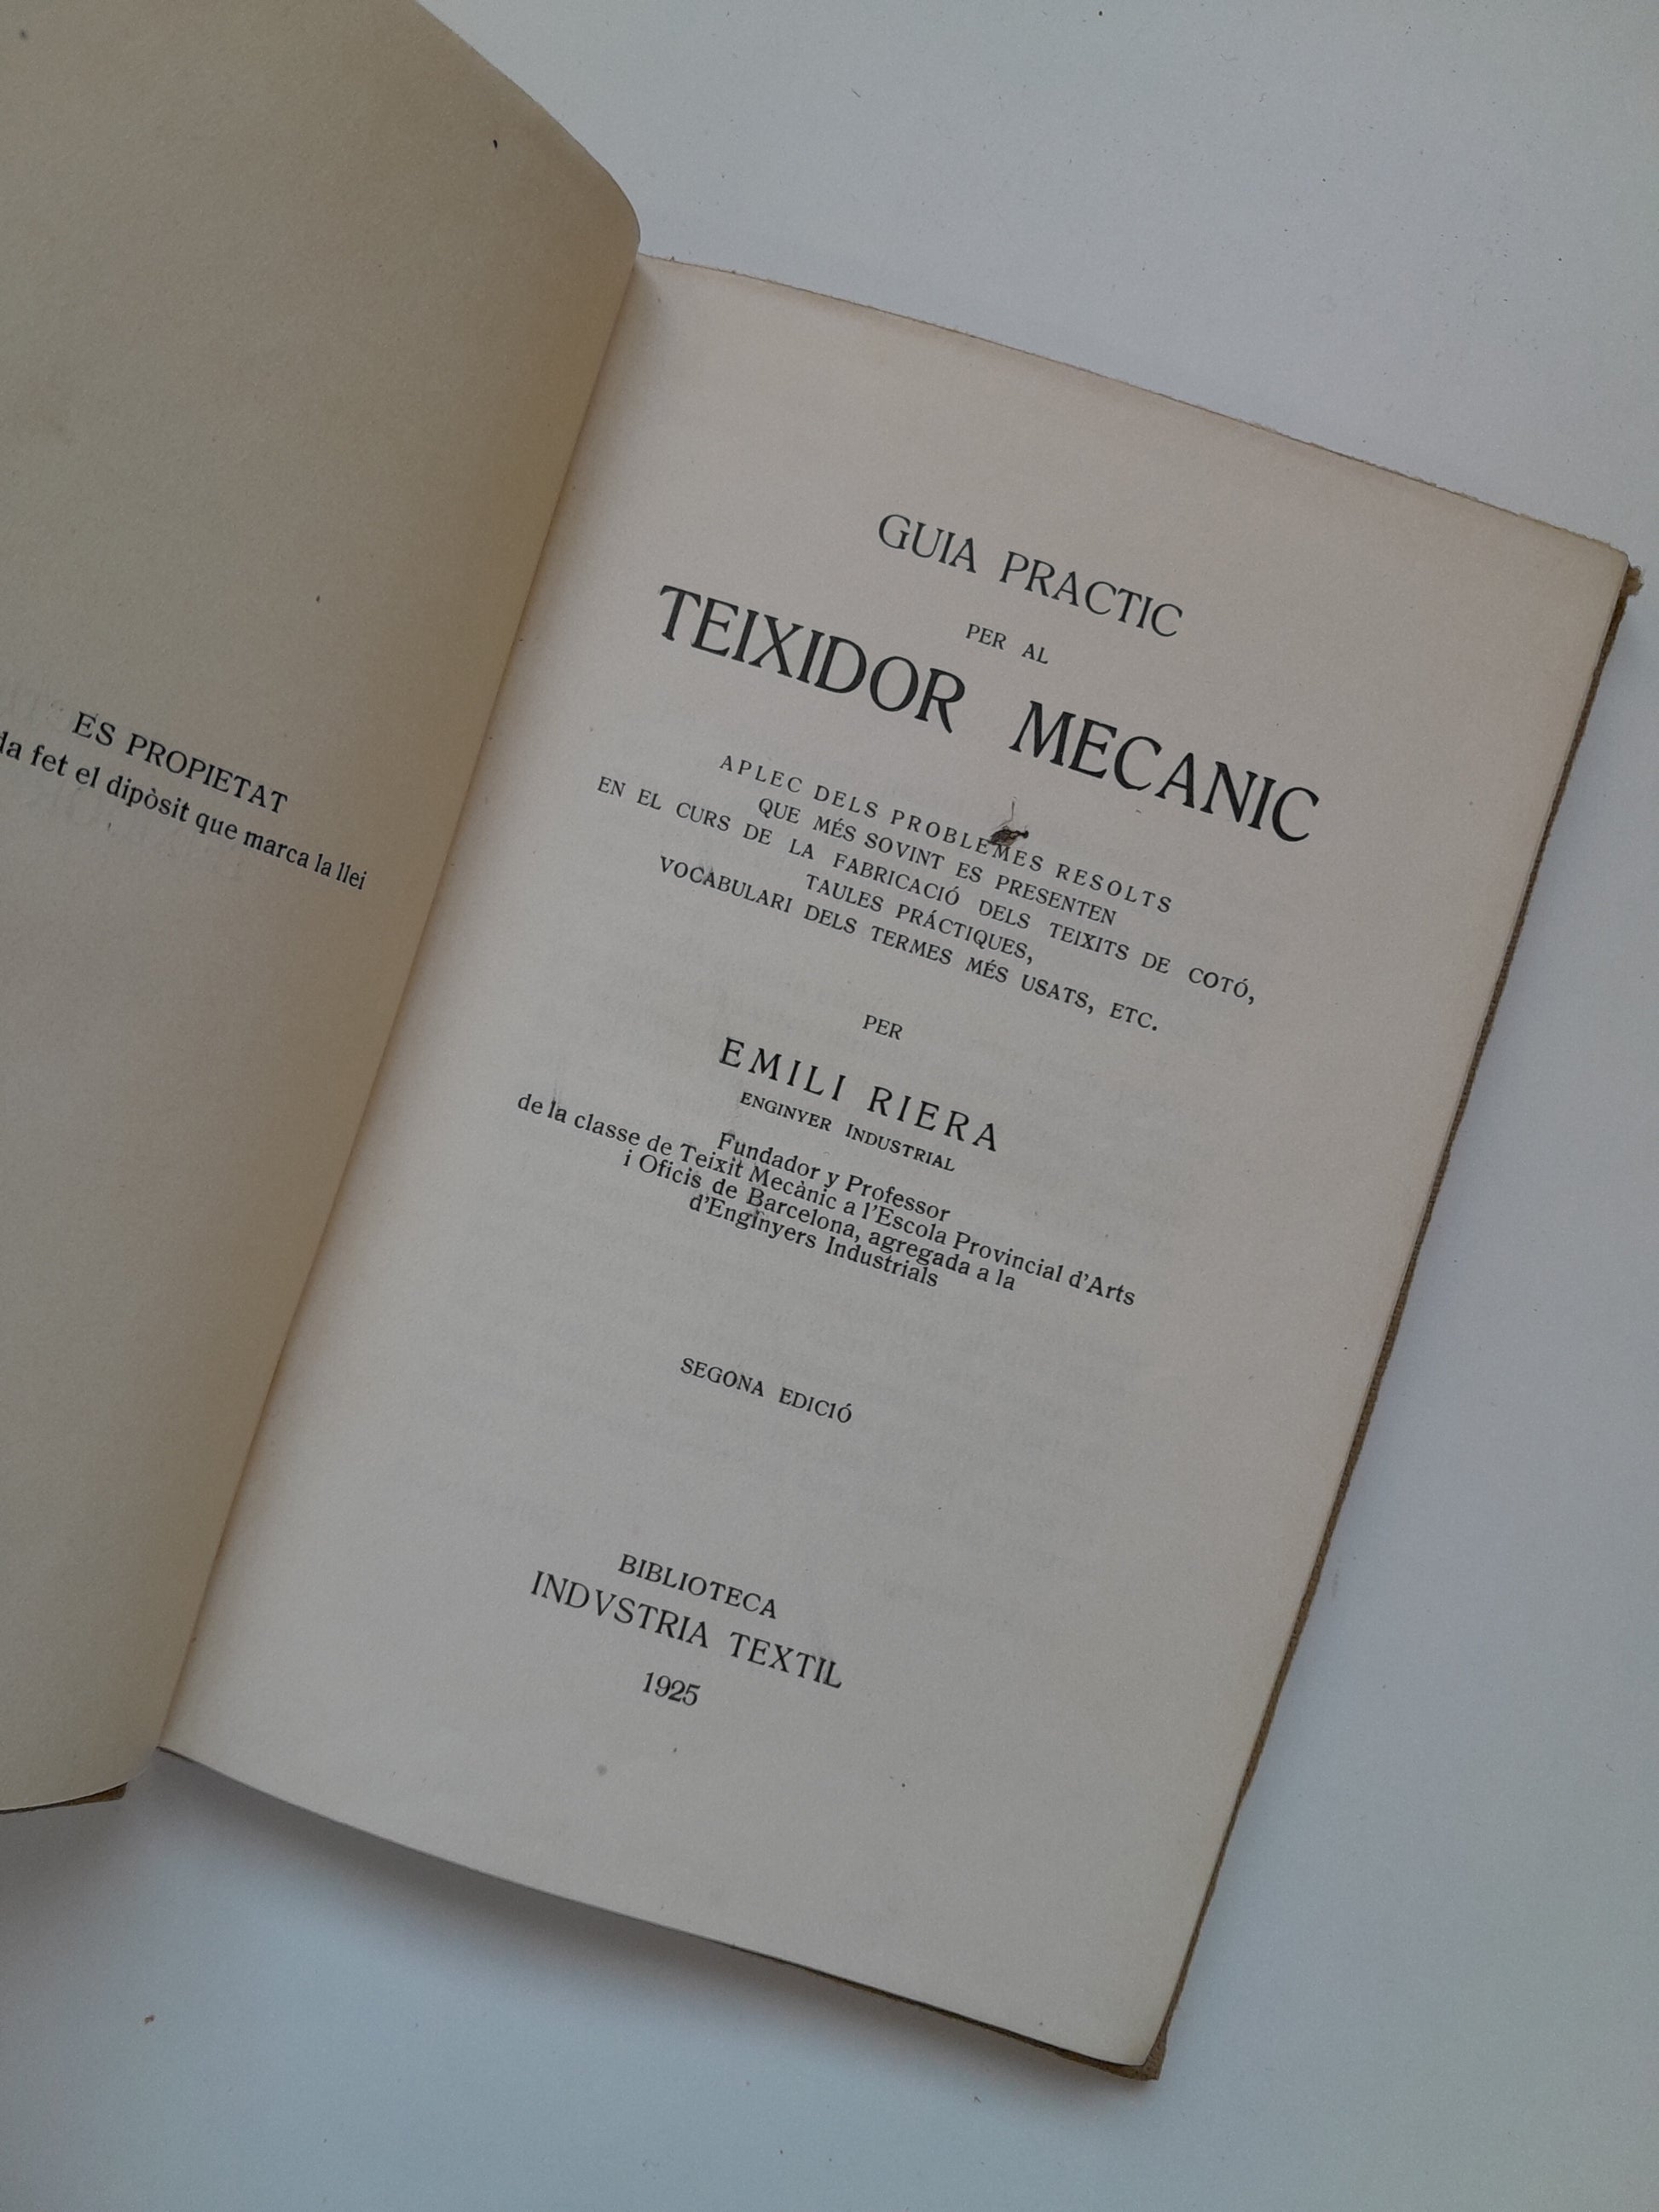 ES PROPIETAT
fet el dipòsit que marca la llei
GUIA PRACTIC
PER AL
TEIXIDOR MECANIC
APLEC DELS PROBLEMES RESOLTS
QUE MÉS SOVINT ES PRESENTEN
EN EL CURS DE LA FABRICACIÓ DELS TEIXITS DE COTÓ,
TAULES PRÁCTIQUES,
VOCABULARI DELS TERMES MÉS USATS, ETC.
PER
EMILI RIERA
ENGINYER INDUSTRIAL
Fundador y Professor
de la classe de Teixit Mecànic a l'Escola Provincial d'Arts
i Oficis de Barcelona, agregada a la
d'Enginyers Industrials
SEGONA EDICIÓ
BIBLIOTECA
INDVSTRIA TEXTIL
1925